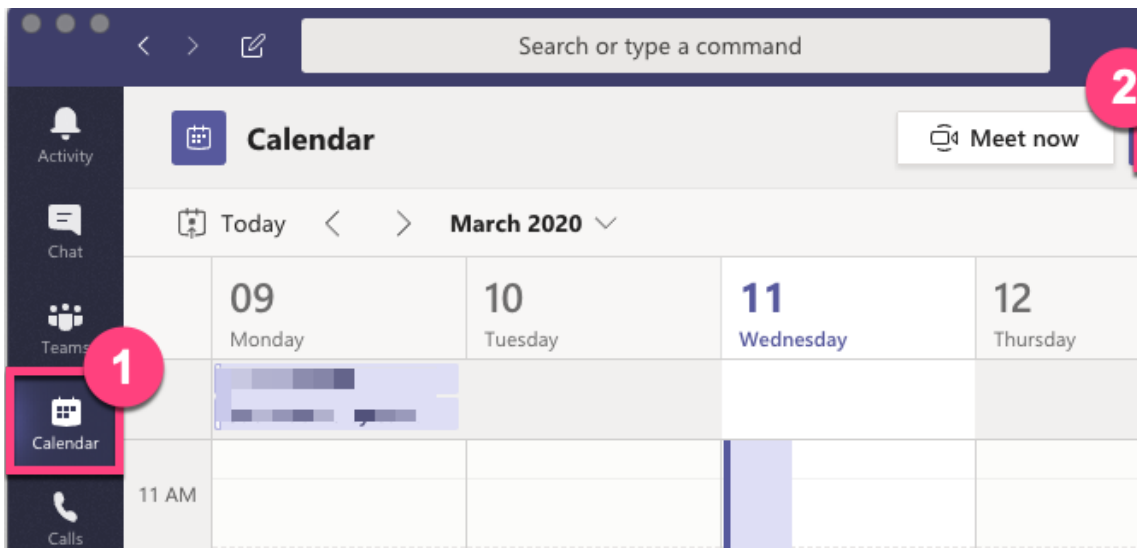 Search or type a command
2
Activity
Calendar
Meet now
Chat
Today
March 2020
Teams
09
10
11
12
Monday
Tuesday
Wednesday
Thursday
1
Calendar
11 AM
Calls